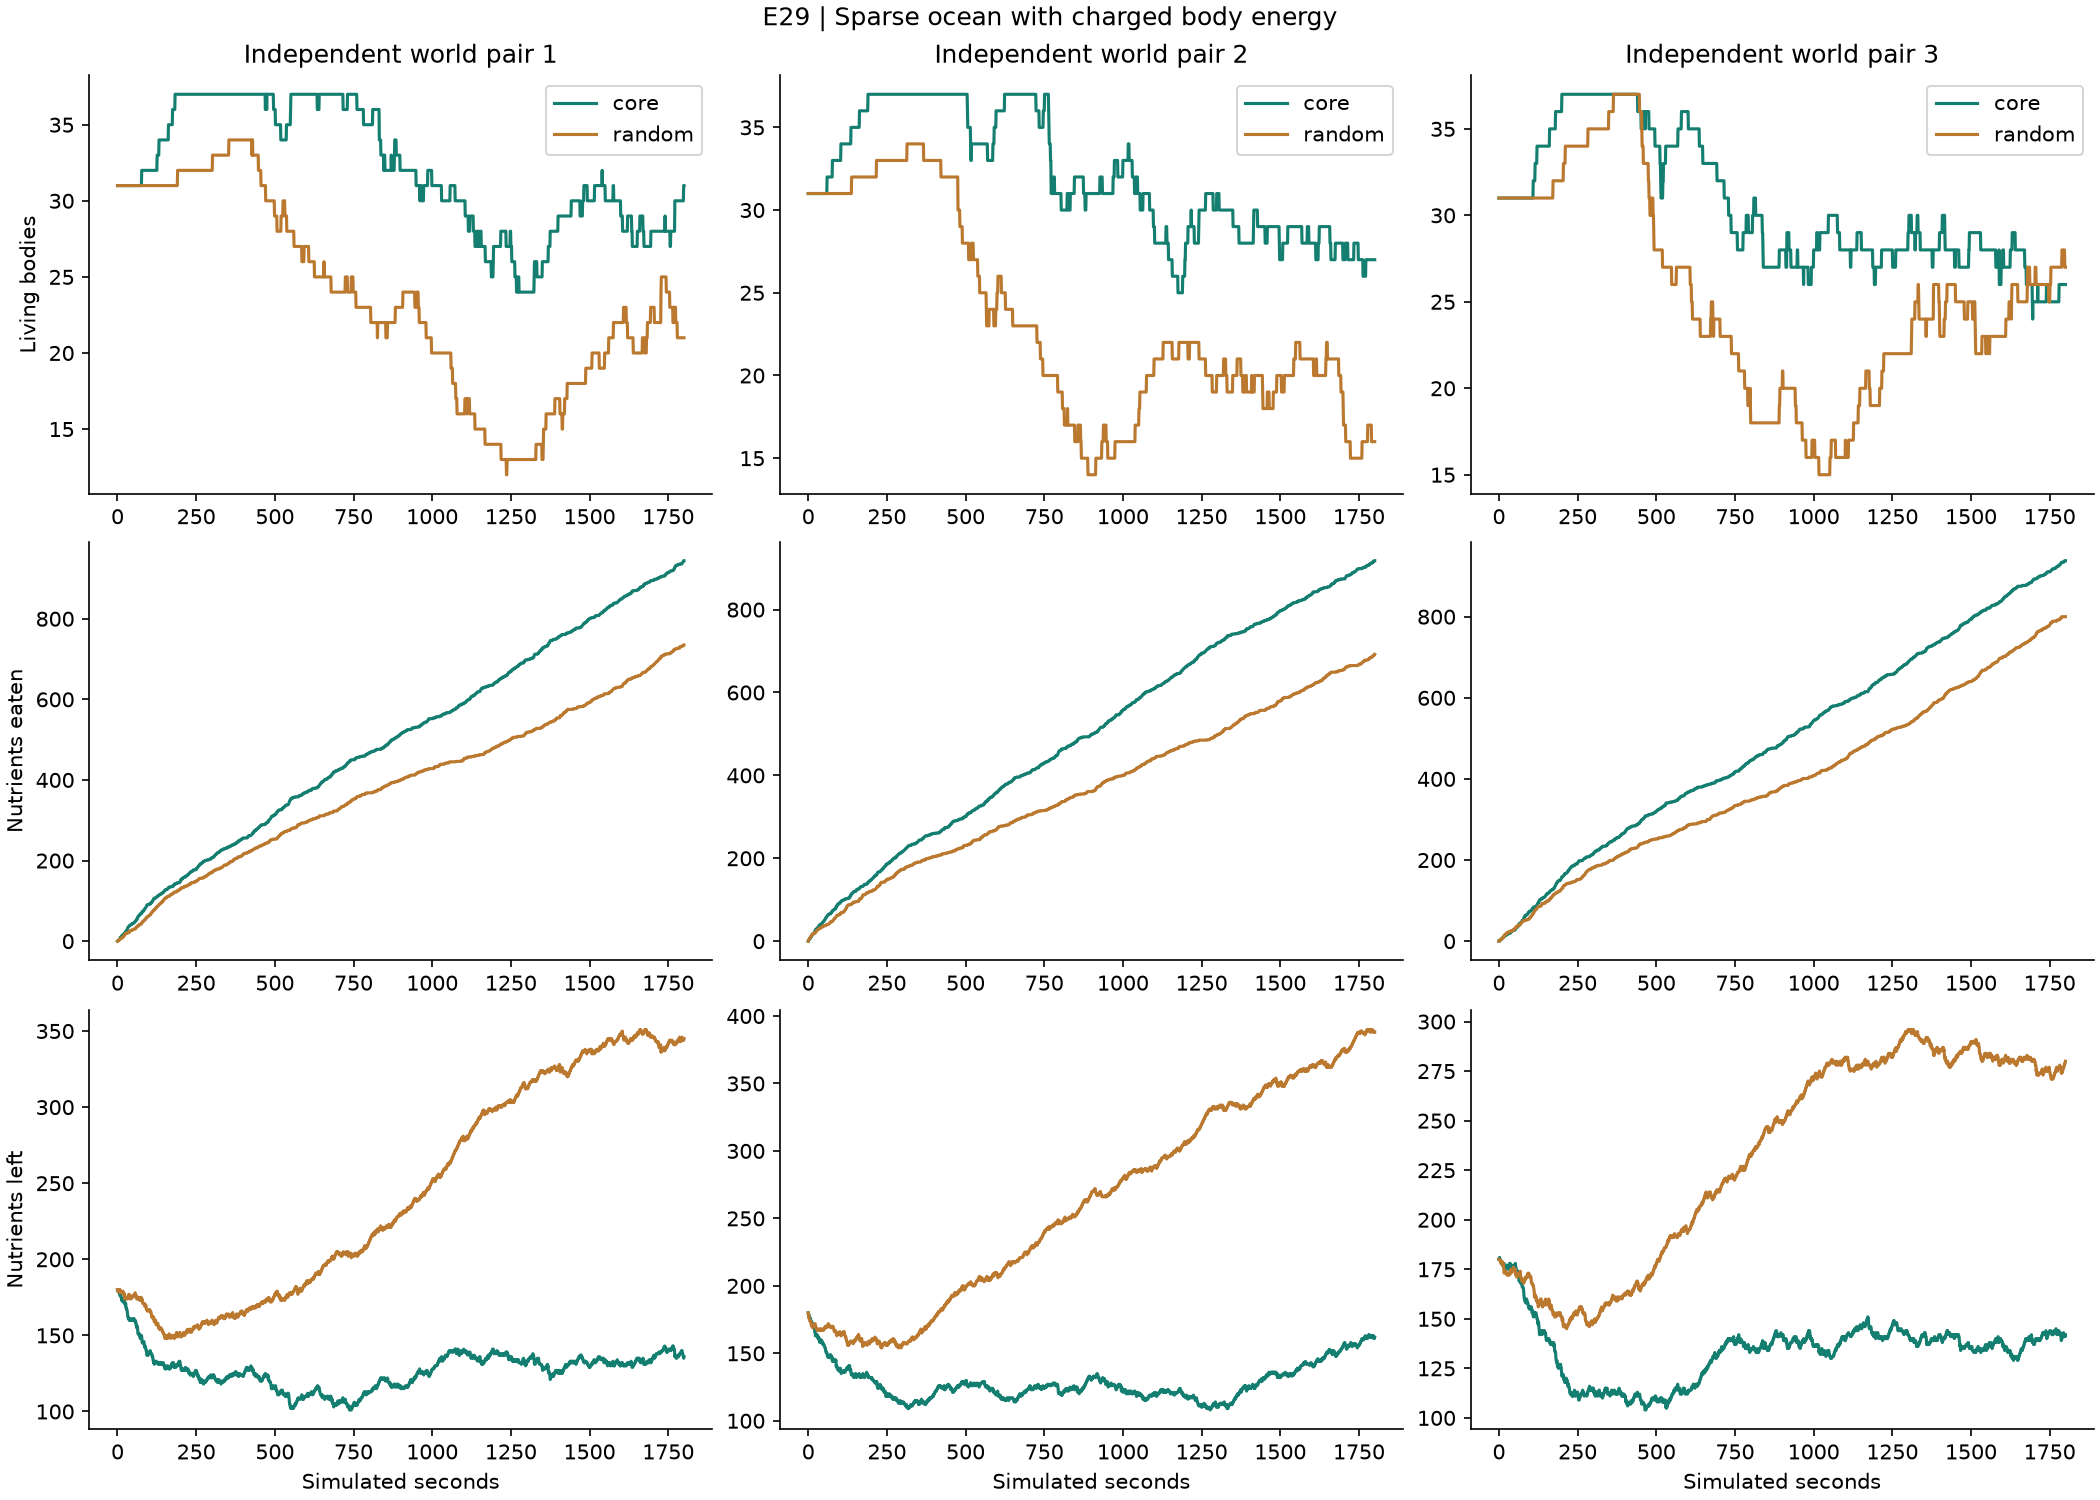 E29 | Sparse ocean with charged body energy
Independent world pair 1
Independent world pair 2
Independent world pair 3
core
random
core
random
core
random
Living bodies
35
30
25
20
15
35
30
25
20
15
35
30
25
20
15
0 250 500 750 1000 1250 1500 1750
0 250 500 750 1000 1250 1500 1750
0 250 500 750 1000 1250 1500 1750
Nutrients eaten
800
600
400
200
0
800
600
400
200
0
800
600
400
200
0
0 250 500 750 1000 1250 1500 1750
0 250 500 750 1000 1250 1500 1750
0 250 500 750 1000 1250 1500 1750
Nutrients left
350
300
250
200
150
100
400
350
300
250
200
150
100
300
275
250
225
200
175
150
125
100
0 250 500 750 1000 1250 1500 1750
0 250 500 750 1000 1250 1500 1750
0 250 500 750 1000 1250 1500 1750
Simulated seconds
Simulated seconds
Simulated seconds